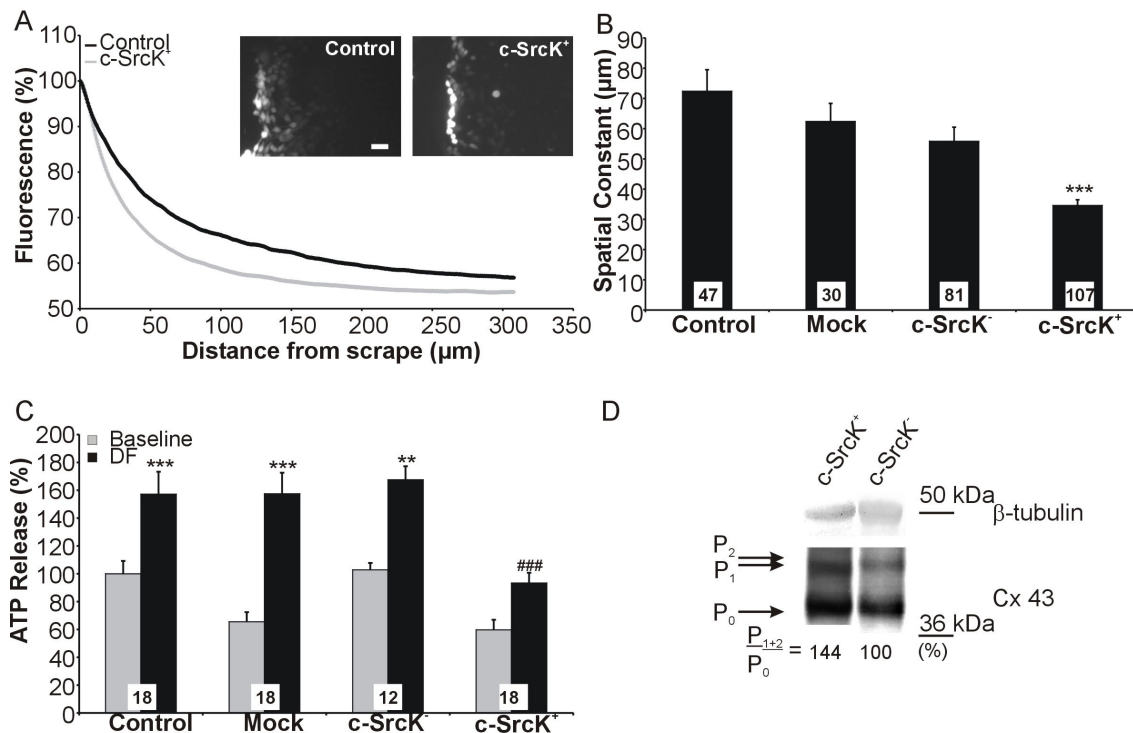 A
Fluorescence (%)
110
100
90
80
70
60
50
Control
c-SrcK⁺
Control
c-SrcK⁺
0 50 100 150 200 250 300 350
Distance from scrape (µm)
B
Spatial Constant (µm)
90
80
70
60
50
40
30
20
10
0
***
47 30 81 107
Control Mock c-SrcK⁻ c-SrcK⁺
C
ATP Release (%)
200
180
160
140
120
100
80
60
40
20
0
Baseline
DF
*** *** ** ###
18 18 12 18
Control Mock c-SrcK⁻ c-SrcK⁺
D
c-SrcK⁺ c-SrcK⁻
50 kDa
β-tubulin
P₂
P₁
Cx 43
P₀
36 kDa
P₁₊₂
= 144 100 (%)
P₀